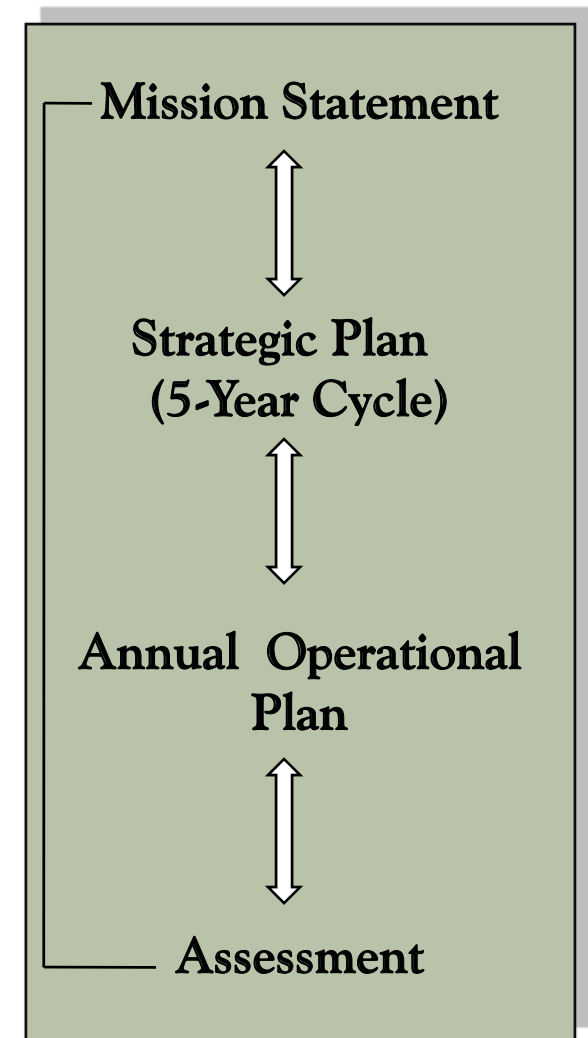 Mission Statement
Strategic Plan
(5-Year Cycle)
Annual Operational
Plan
Assessment